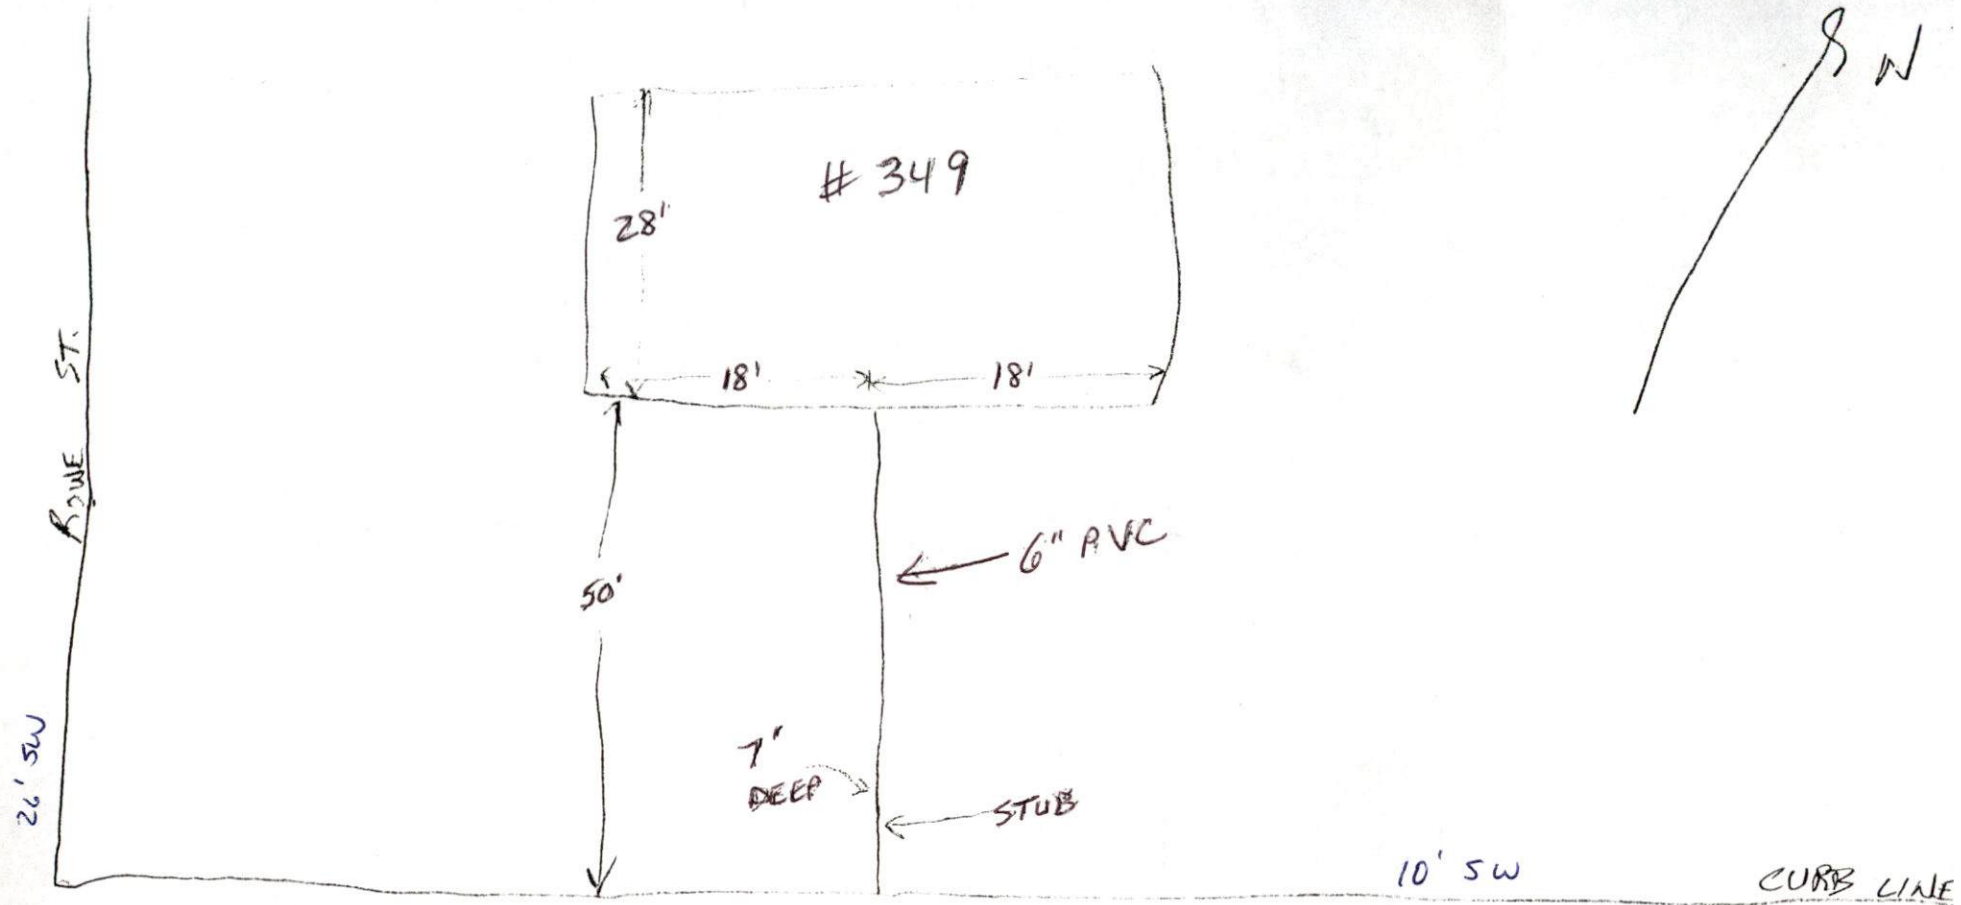 N
# 349
28'
18'
18'
ROWE ST.
50'
6" PVC
7'
DEEP
STUB
26' SW
10' SW
CURB LINE